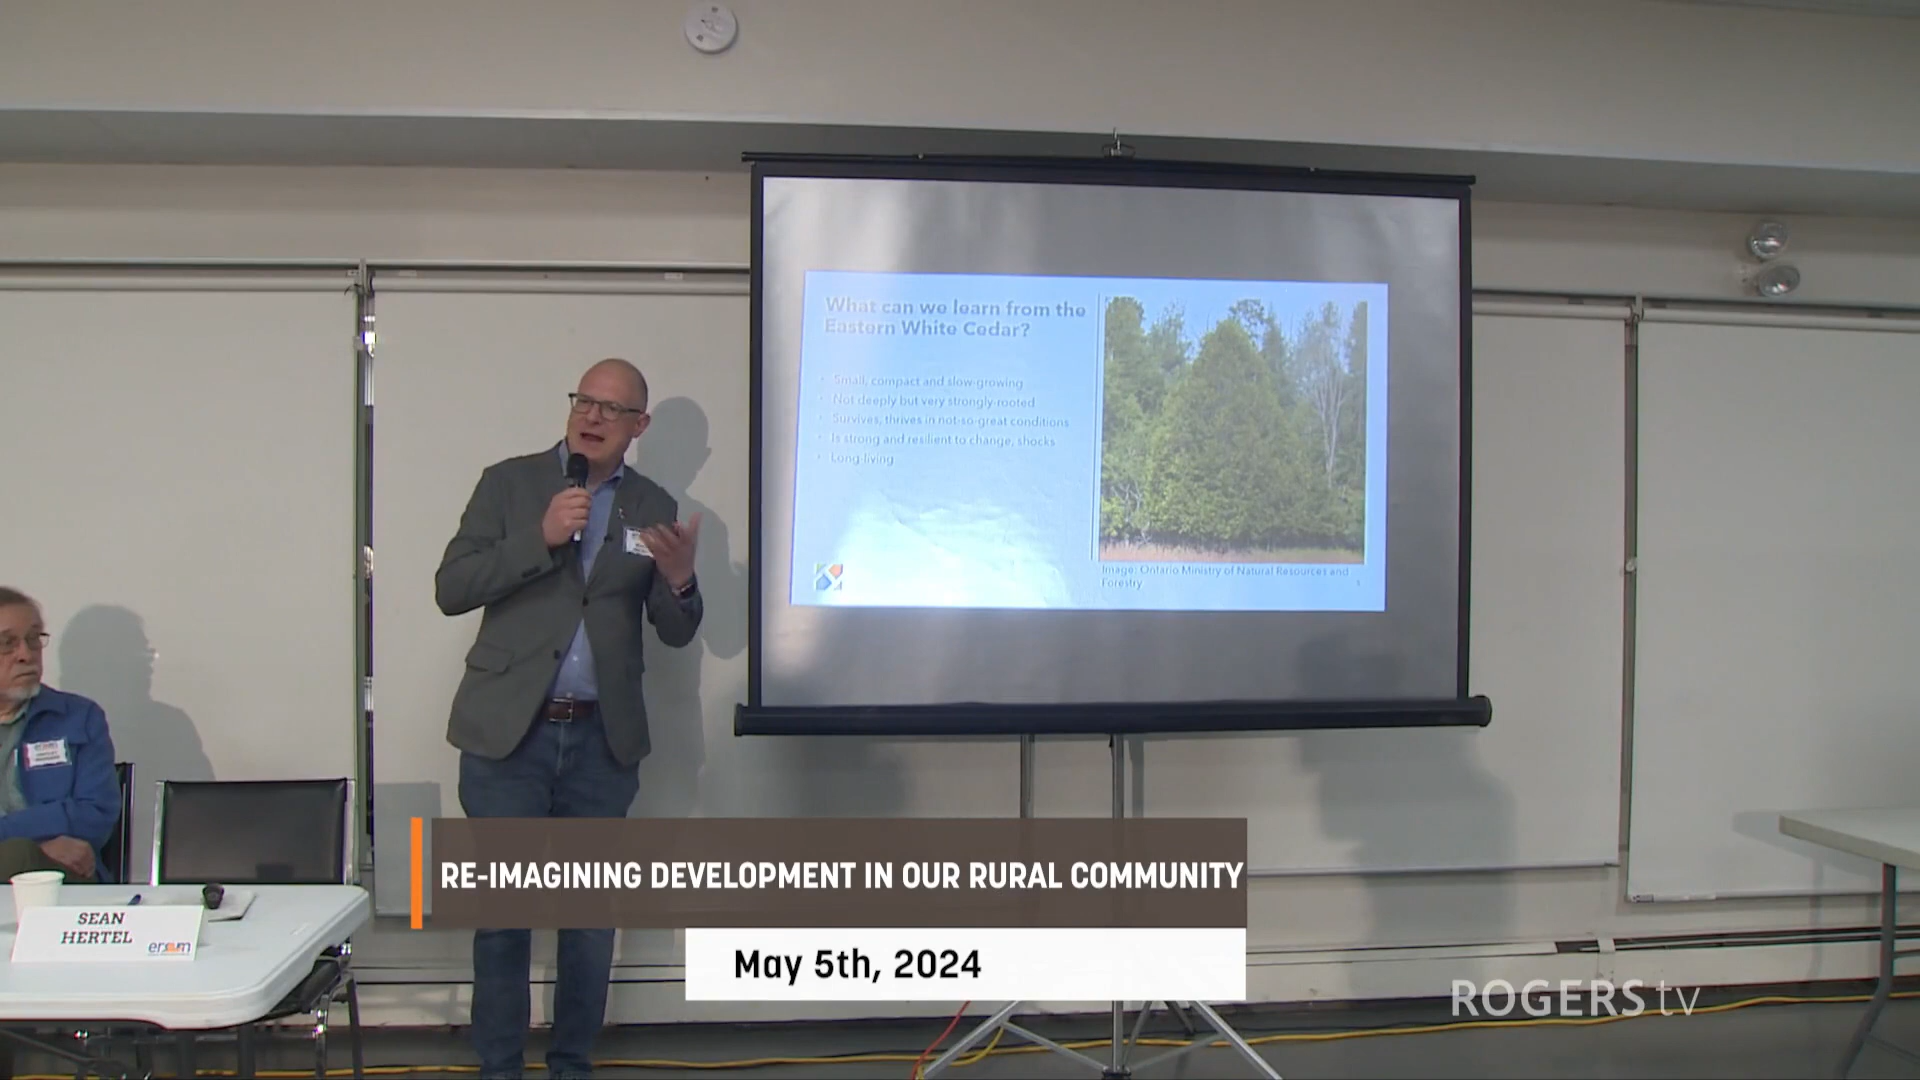 What can we learn from the
Eastern White Cedar?
Small, compact and slow-growing
Not deeply but very strongly-rooted
Survives, thrives in not-so-great conditions
Is strong and resilient to change, shocks
Long-living
Image: Ontario Ministry of Natural Resources and
Forestry
SEAN
HERTEL
RE-IMAGINING DEVELOPMENT IN OUR RURAL COMMUNITY
May 5th, 2024
ROGERS tv